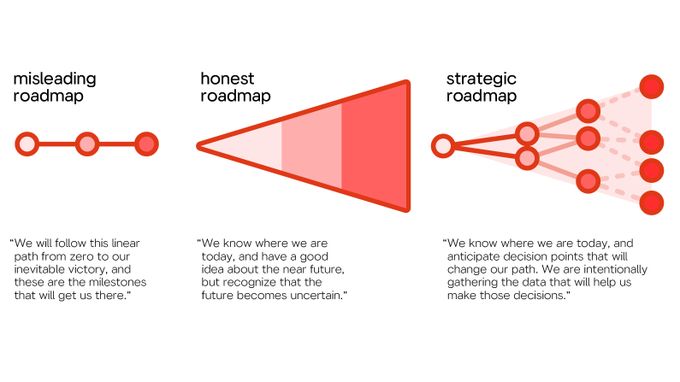 misleading
roadmap
“We will follow this linear
path from zero to our
inevitable victory, and
these are the milestones
that will get us there.”
honest
roadmap
“We know where we are
today, and have a good
idea about the near future,
but recognize that the
future becomes uncertain.”
strategic
roadmap
“We know where we are today, and
anticipate decision points that will
change our path. We are intentionally
gathering the data that will help us
make those decisions.”